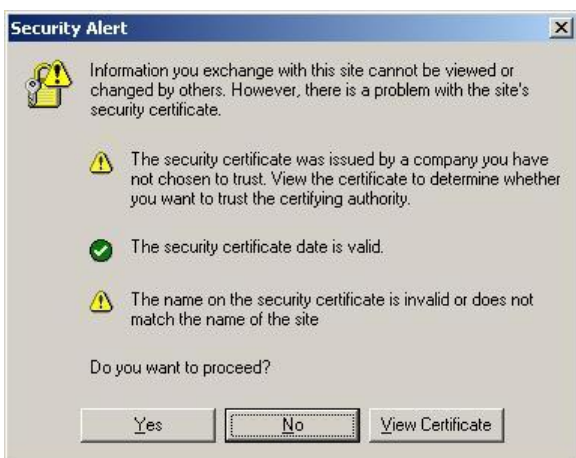 Security Alert
Information you exchange with this site cannot be viewed or
changed by others. However, there is a problem with the site's
security certificate.
The security certificate was issued by a company you have
not chosen to trust. View the certificate to determine whether
you want to trust the certifying authority.
The security certificate date is valid.
The name on the security certificate is invalid or does not
match the name of the site
Do you want to proceed?
Yes No View Certificate